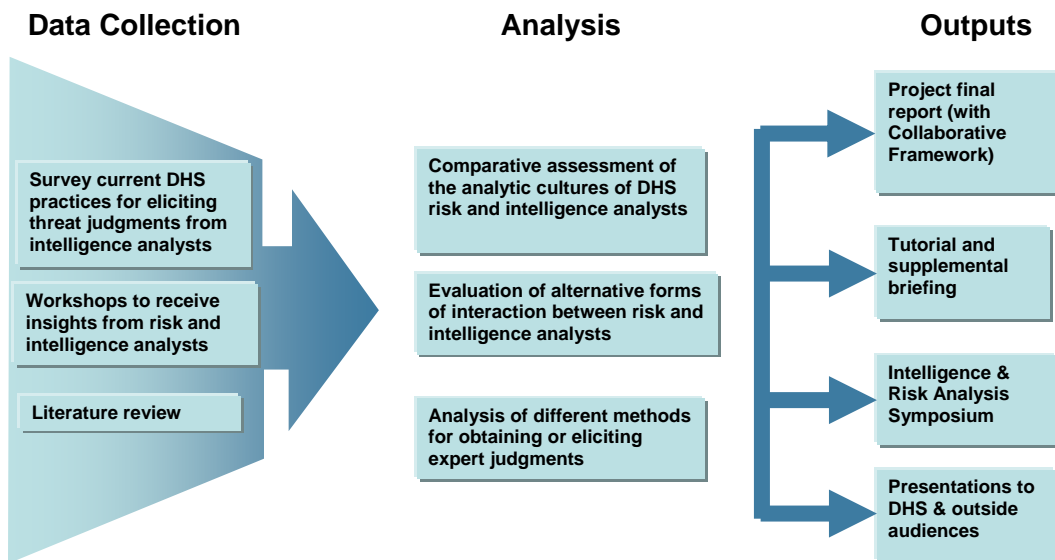 Data Collection
Analysis
Outputs
Survey current DHS
practices for eliciting
threat judgments from
intelligence analysts
Workshops to receive
insights from risk and
intelligence analysts
Literature review
Comparative assessment of
the analytic cultures of DHS
risk and intelligence analysts
Evaluation of alternative forms
of interaction between risk and
intelligence analysts
Analysis of different methods
for obtaining or eliciting
expert judgments
Project final
report (with
Collaborative
Framework)
Tutorial and
supplemental
briefing
Intelligence &
Risk Analysis
Symposium
Presentations to
DHS & outside
audiences